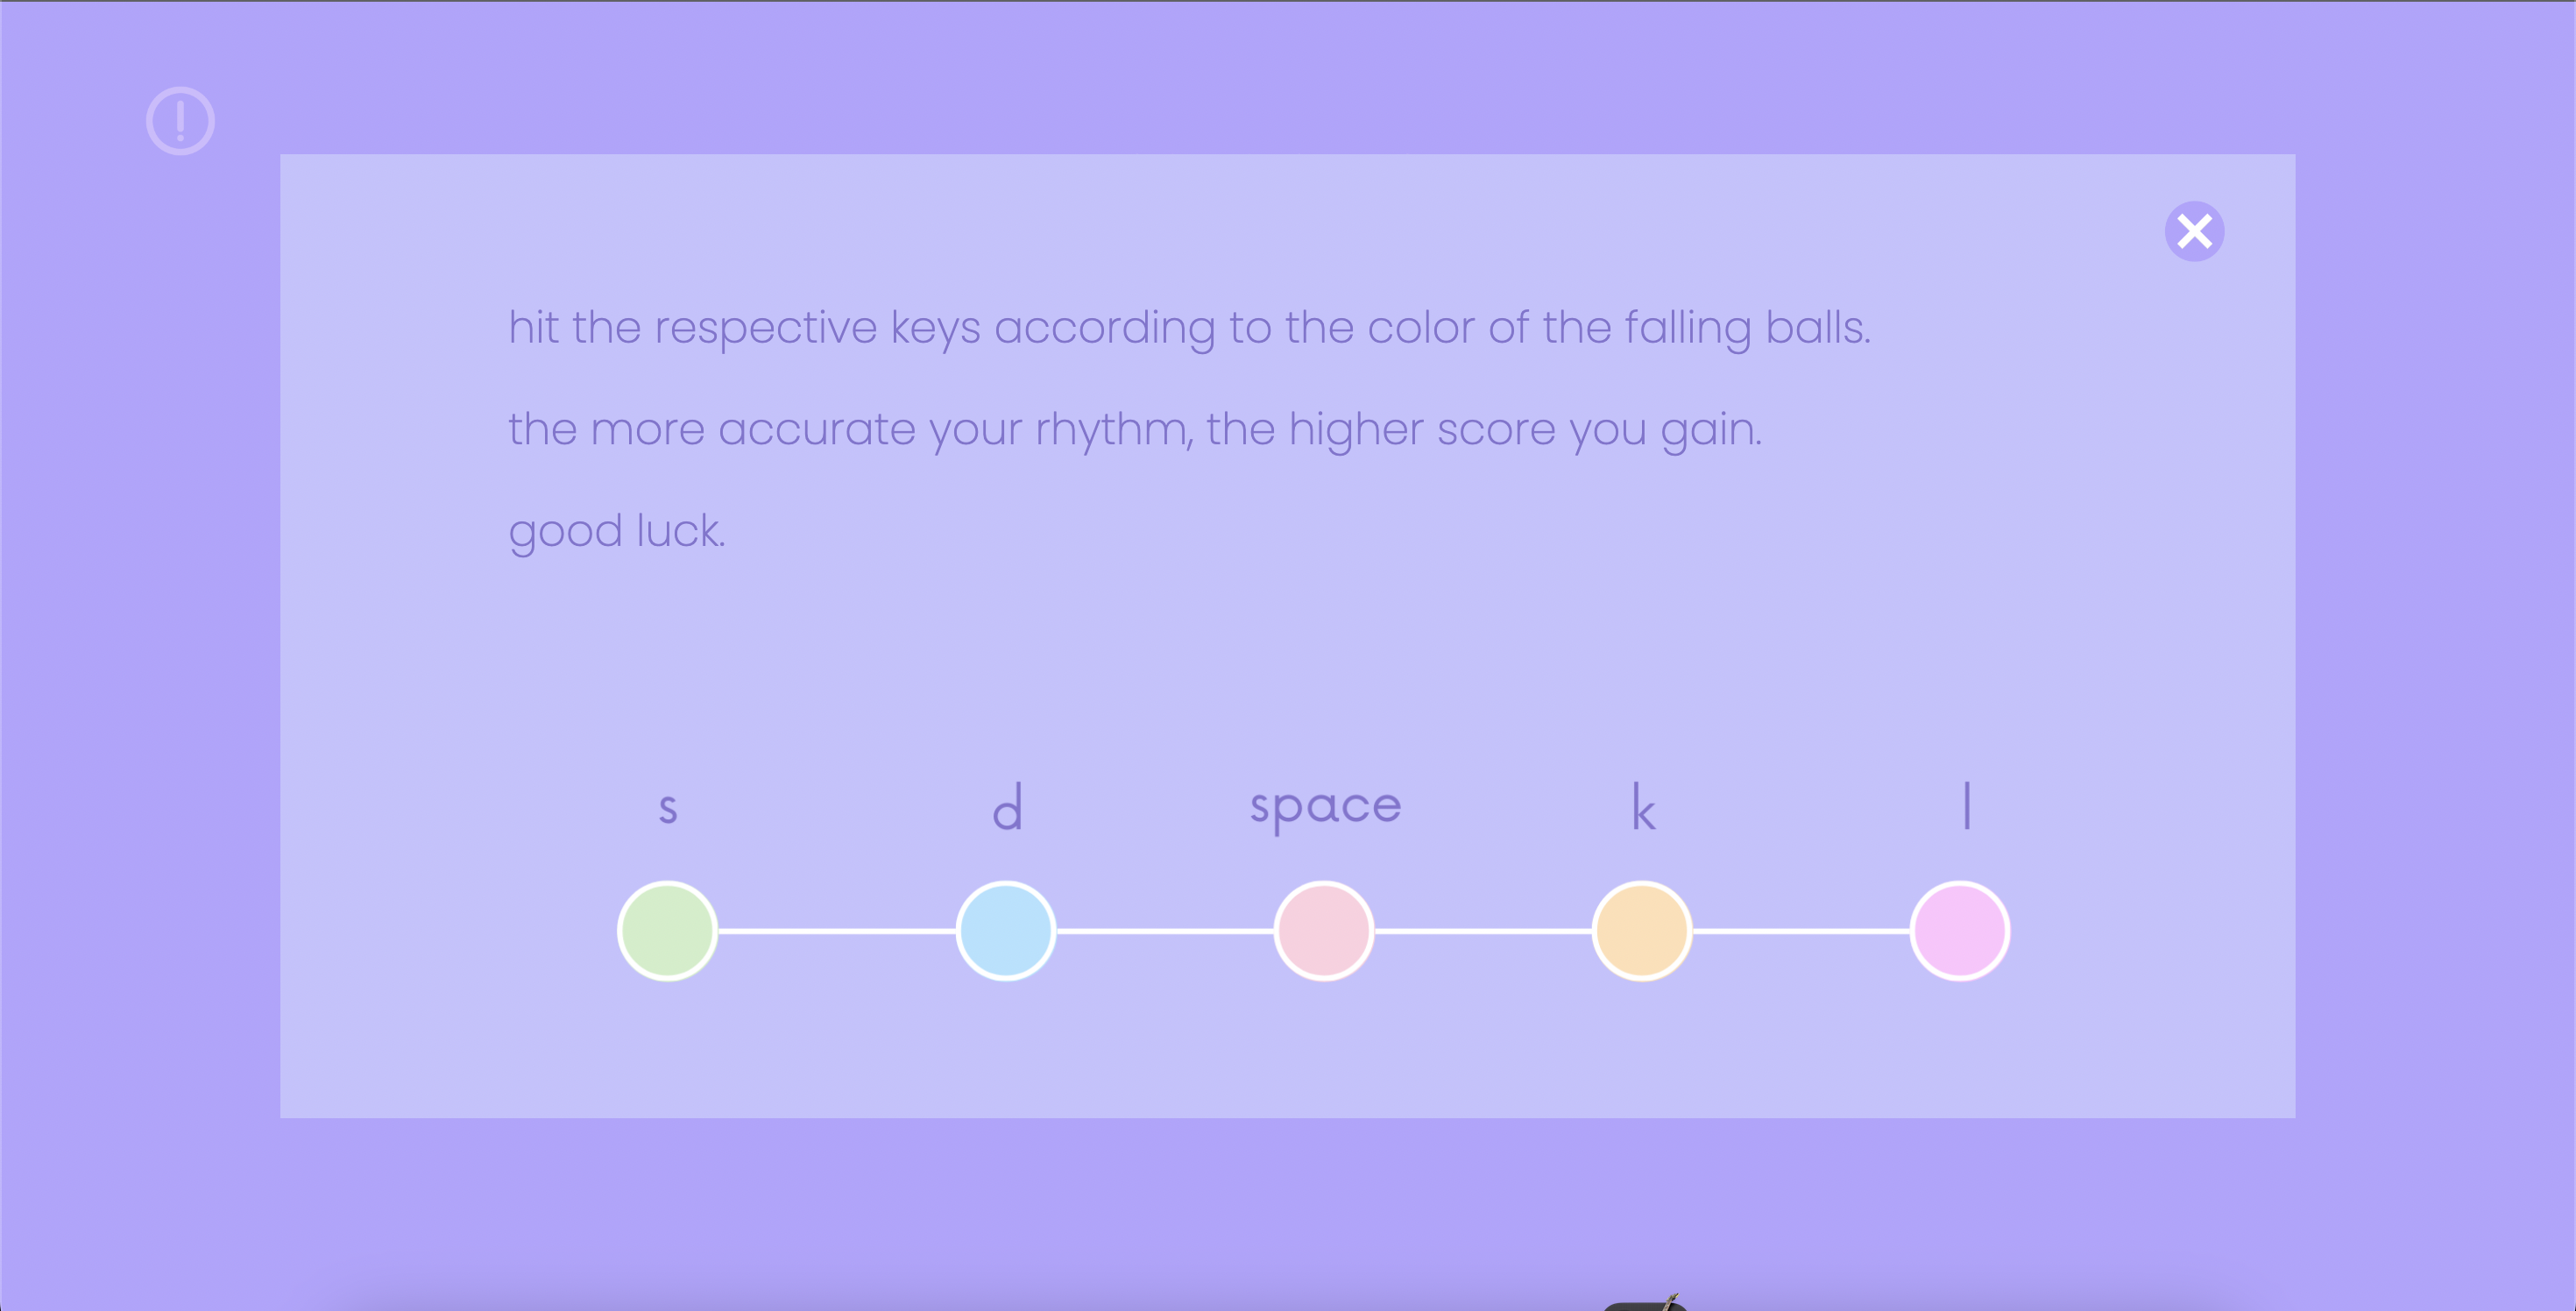 hit the respective keys according to the color of the falling balls.
the more accurate your rhythm, the higher score you gain.
good luck.
s d space k l